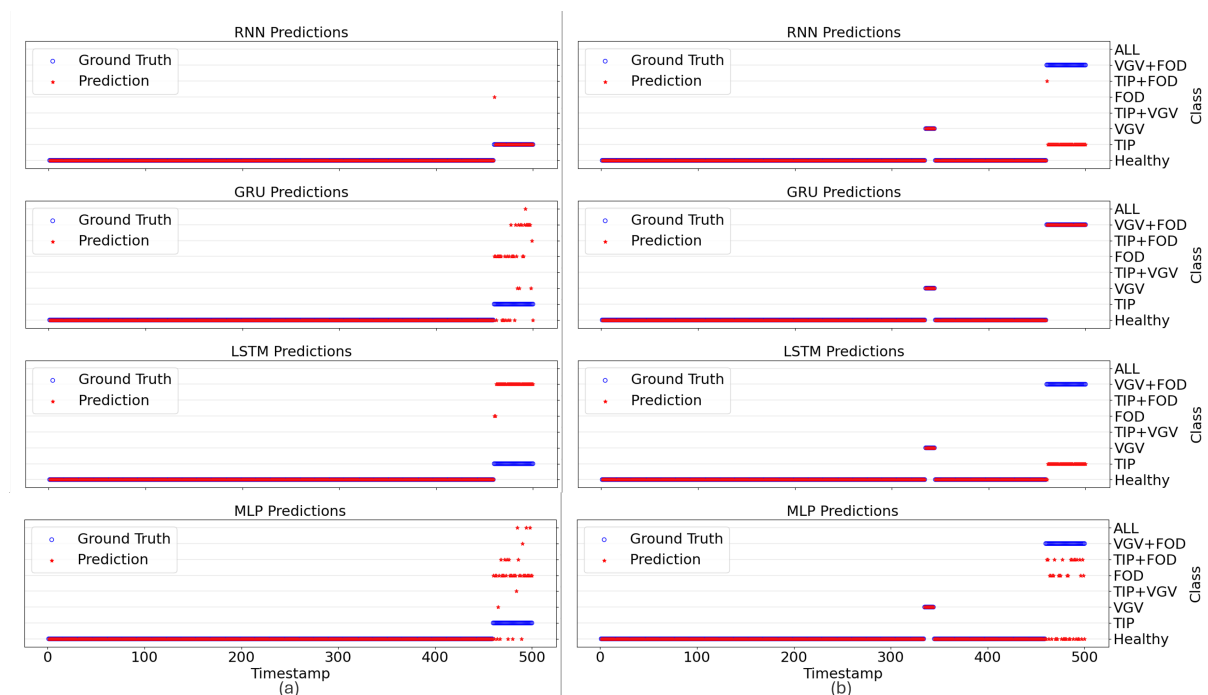 RNN Predictions
Ground Truth
Prediction
RNN Predictions
Ground Truth
Prediction
ALL
VGV+FOD
TIP+FOD
FOD
TIP+VGV
VGV
TIP
Healthy
Class
GRU Predictions
Ground Truth
Prediction
GRU Predictions
Ground Truth
Prediction
ALL
VGV+FOD
TIP+FOD
FOD
TIP+VGV
VGV
TIP
Healthy
Class
LSTM Predictions
Ground Truth
Prediction
LSTM Predictions
Ground Truth
Prediction
ALL
VGV+FOD
TIP+FOD
FOD
TIP+VGV
VGV
TIP
Healthy
Class
MLP Predictions
Ground Truth
Prediction
0 100 200 300 400 500
Timestamp
(a)
MLP Predictions
Ground Truth
Prediction
ALL
VGV+FOD
TIP+FOD
FOD
TIP+VGV
VGV
TIP
Healthy
Class
0 100 200 300 400 500
Timestamp
(b)